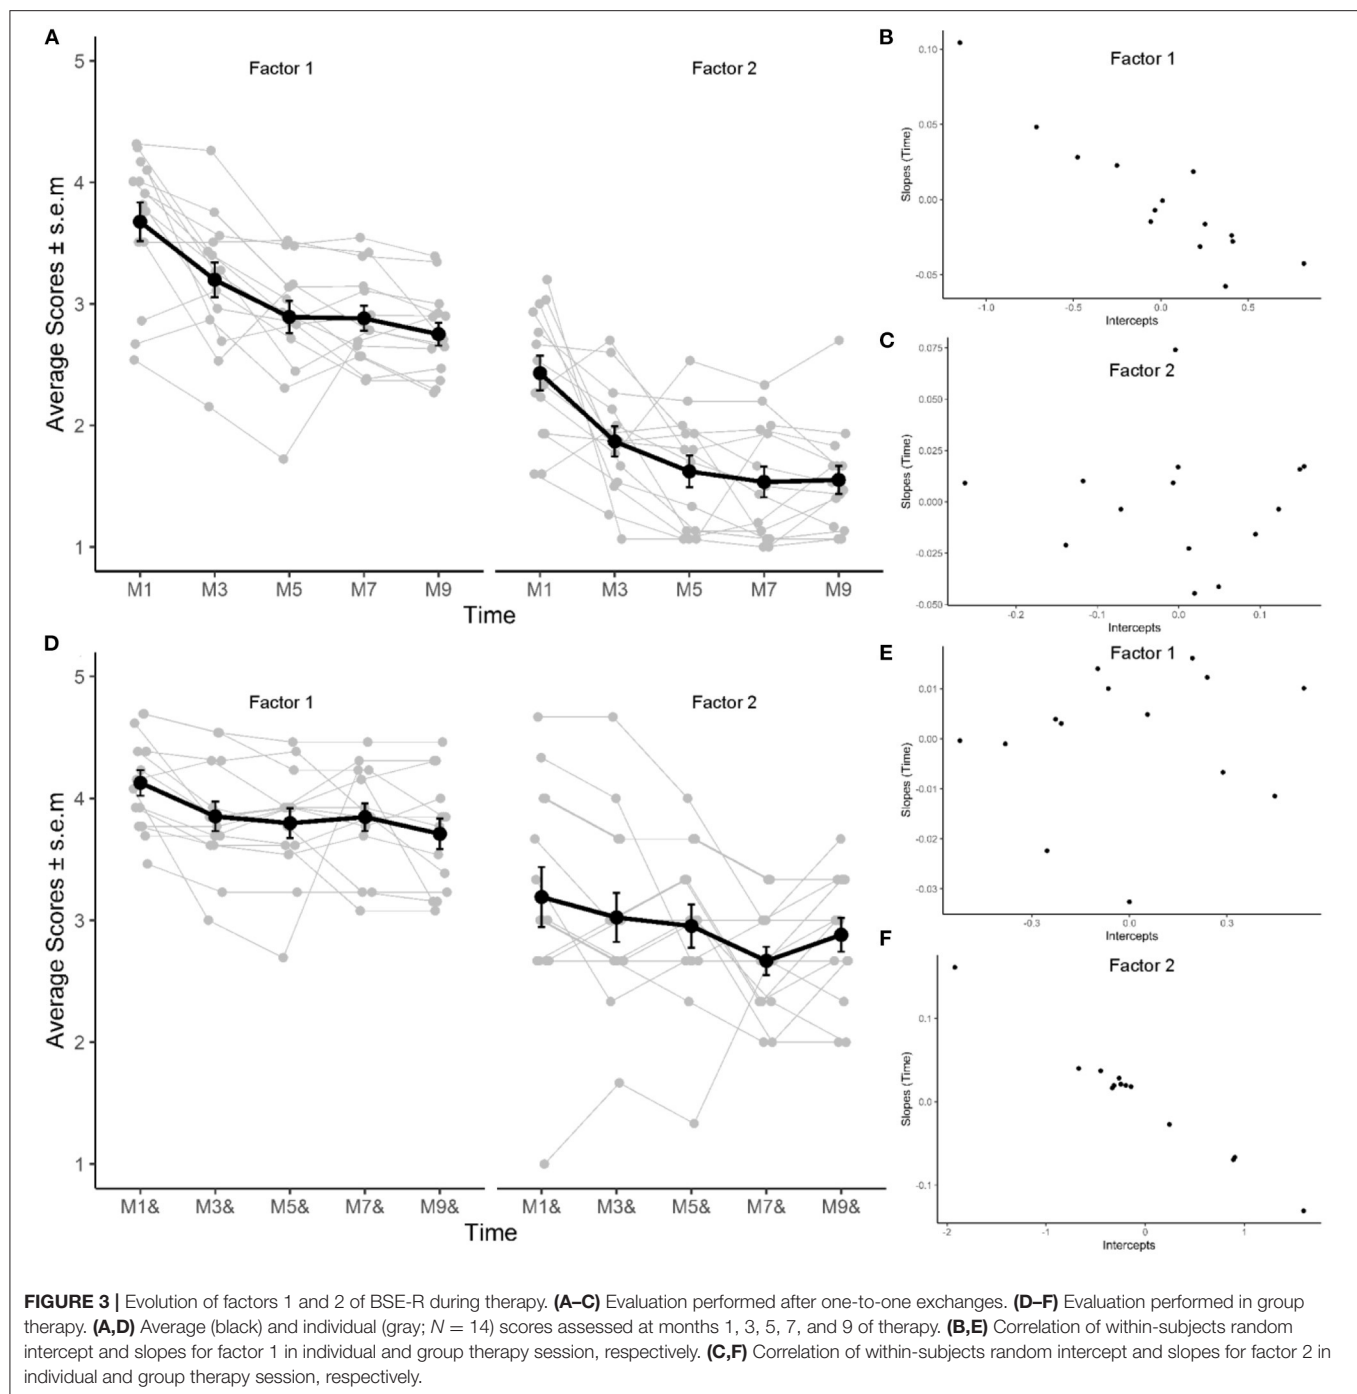 A
Factor 1
Factor 2
Average Scores ± s.e.m
5
4
3
2
1
M1 M3 M5 M7 M9
M1 M3 M5 M7 M9
Time
B
Factor 1
Slopes (Time)
0.10
0.05
0.00
-0.05
-1.0 -0.5 0.0 0.5
Intercepts
C
Factor 2
Slopes (Time)
0.075
0.050
0.025
0.000
-0.025
-0.050
-0.2 -0.1 0.0 0.1
Intercepts
D
Factor 1
Factor 2
Average Scores ± s.e.m
5
4
3
2
1
M1& M3& M5& M7& M9&
M1& M3& M5& M7& M9&
Time
E
Factor 1
Slopes (Time)
0.01
0.00
-0.01
-0.02
-0.03
-0.3 0.0 0.3
Intercepts
F
Factor 2
Slopes (Time)
0.1
0.0
-0.1
-2 -1 0 1
Intercepts
FIGURE 3 | Evolution of factors 1 and 2 of BSE-R during therapy. (A–C) Evaluation performed after one-to-one exchanges. (D–F) Evaluation performed in group
therapy. (A,D) Average (black) and individual (gray; N = 14) scores assessed at months 1, 3, 5, 7, and 9 of therapy. (B,E) Correlation of within-subjects random
intercept and slopes for factor 1 in individual and group therapy session, respectively. (C,F) Correlation of within-subjects random intercept and slopes for factor 2 in
individual and group therapy session, respectively.